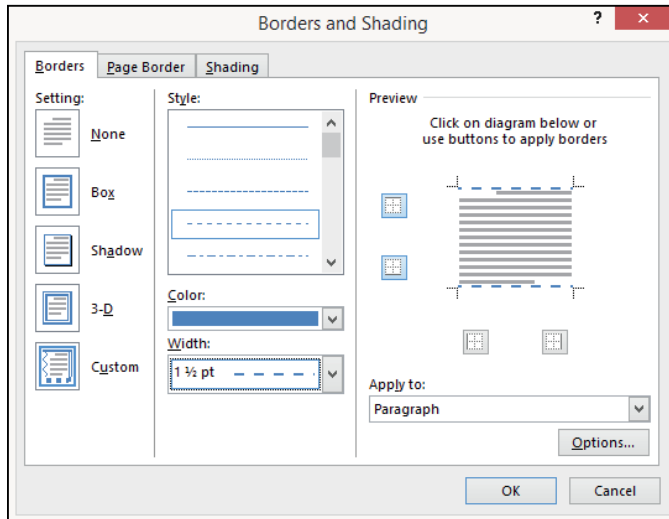 Borders and Shading
?
Borders Page Border Shading
Setting:
None
Box
Shadow
3-D
Custom
Style:
Color:
Width:
1 ½ pt
Preview
Click on diagram below or
use buttons to apply borders
Apply to:
Paragraph
Options...
OK Cancel